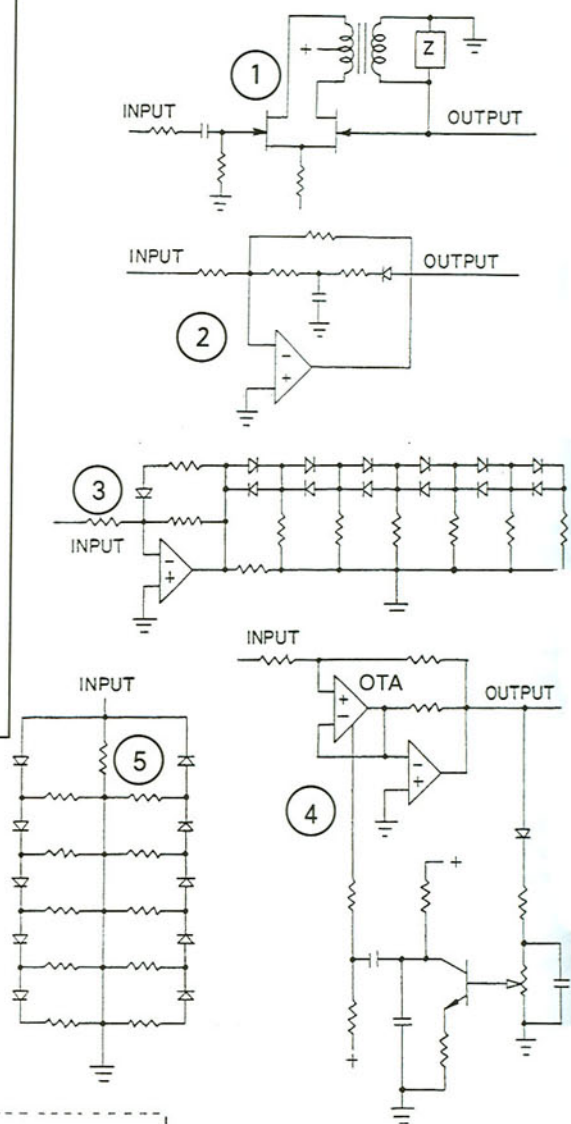 1
+
Z
INPUT
OUTPUT
INPUT
OUTPUT
2
-
+
3
INPUT
-
+
INPUT
OTA
OUTPUT
+
-
-
+
4
+
+
INPUT
5